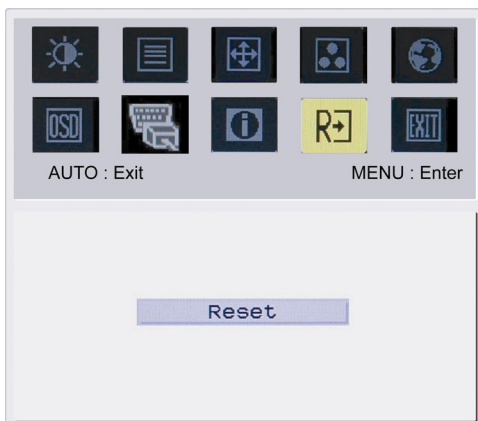 OSD
R
EXIT
AUTO : Exit
MENU : Enter
Reset